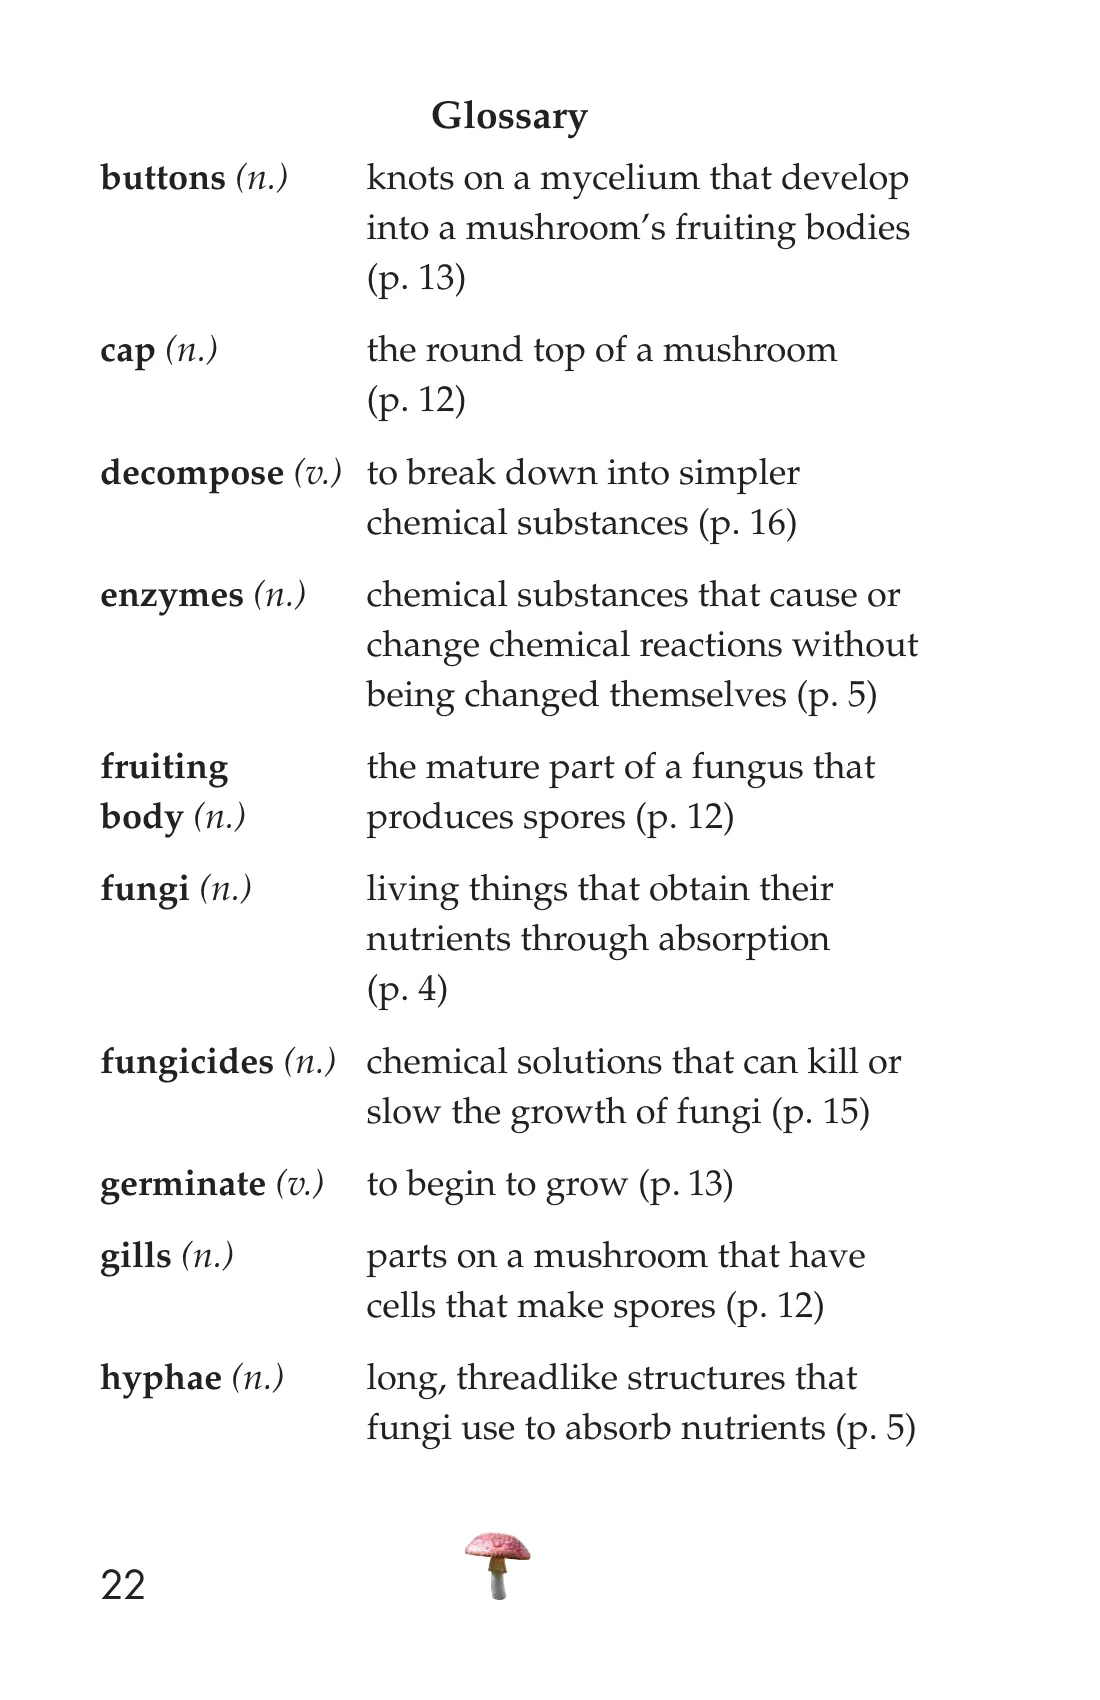 Glossary
buttons (n.) knots on a mycelium that develop
into a mushroom’s fruiting bodies
(p. 13)
cap (n.) the round top of a mushroom
(p. 12)
decompose (v.) to break down into simpler
chemical substances (p. 16)
enzymes (n.) chemical substances that cause or
change chemical reactions without
being changed themselves (p. 5)
fruiting the mature part of a fungus that
body (n.) produces spores (p. 12)
fungi (n.) living things that obtain their
nutrients through absorption
(p. 4)
fungicides (n.) chemical solutions that can kill or
slow the growth of fungi (p. 15)
germinate (v.) to begin to grow (p. 13)
gills (n.) parts on a mushroom that have
cells that make spores (p. 12)
hyphae (n.) long, threadlike structures that
fungi use to absorb nutrients (p. 5)
22